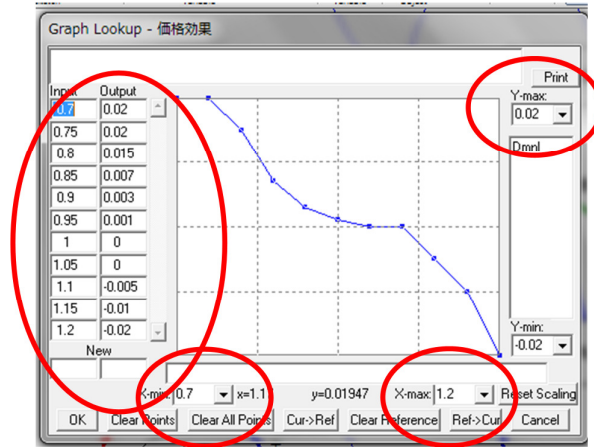 Graph Lookup - 価格効果
Print
Input Output
Y-max:
0.7 0.02
0.02
0.75 0.02
Dmnl
0.8 0.015
0.85 0.007
0.9 0.003
0.95 0.001
1 0
1.05 0
1.1 -0.005
1.15 -0.01
1.2 -0.02
Y-min:
-0.02
New
X-min: 0.7 x=1.1 y=0.01947 X-max: 1.2 Reset Scaling
OK Clear Points Clear All Points Cur->Ref Clear Reference Ref->Cur Cancel